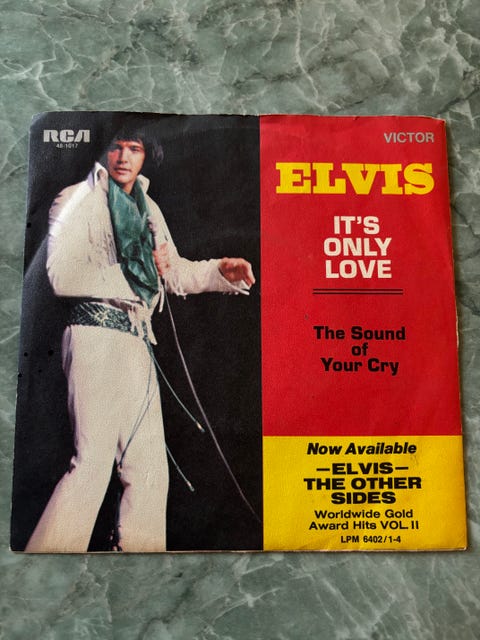 RCA
48-1017
VICTOR
ELVIS
IT'S
ONLY
LOVE
The Sound
of
Your Cry
Now Available
—ELVIS—
THE OTHER
SIDES
Worldwide Gold
Award Hits VOL. II
LPM 6402/1-4